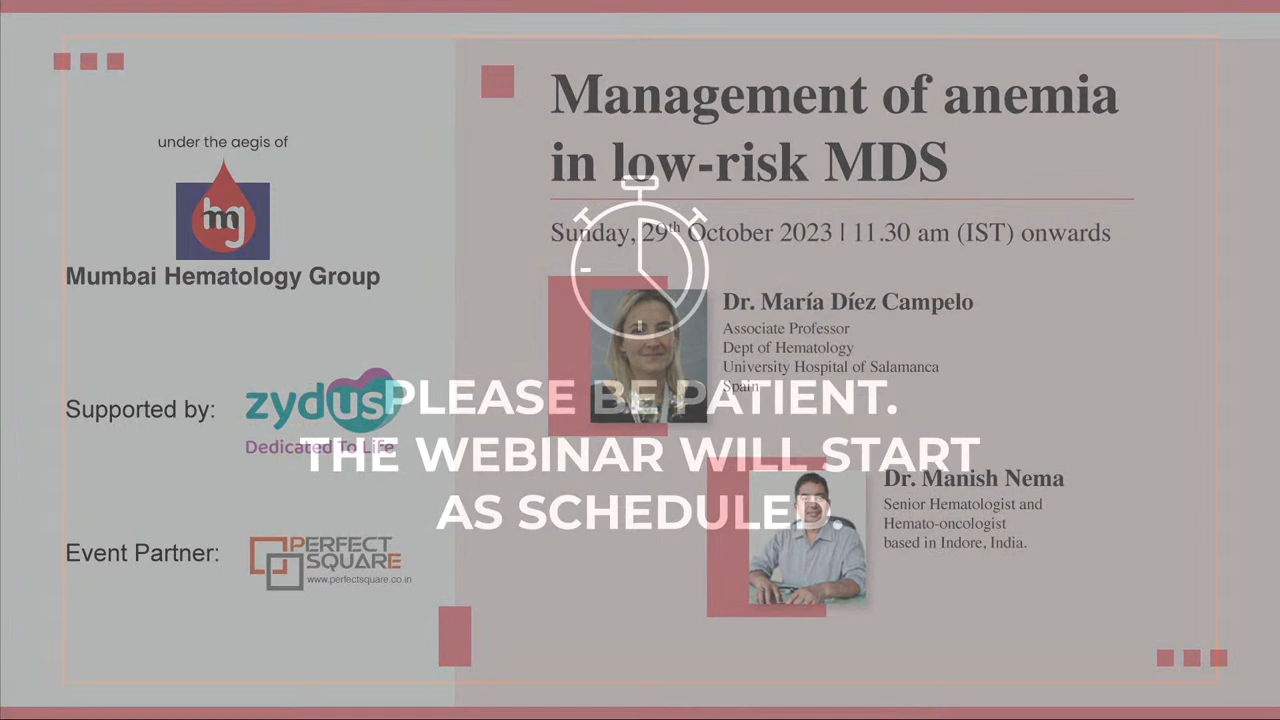 under the aegis of
hmg
Mumbai Hematology Group
Supported by:
zydus
Dedicated To Life
Event Partner:
PERFECT
SQUARE
www.perfectsquare.co.in
Management of anemia
in low-risk MDS
Sunday, 29th October 2023 | 11.30 am (IST) onwards
Dr. María Díez Campelo
Associate Professor
Dept of Hematology
University Hospital of Salamanca
Spain
Dr. Manish Nema
Senior Hematologist and
Hemato-oncologist
based in Indore, India.
PLEASE BE PATIENT.
THE WEBINAR WILL START
AS SCHEDULED.